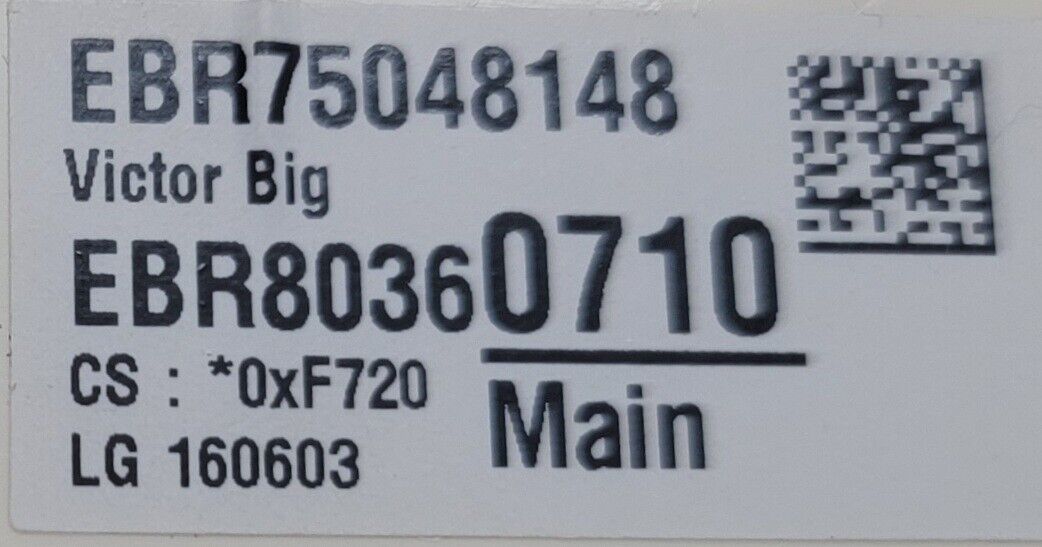 EBR75048148
Victor Big
EBR80360710
CS : *0xF720
Main
LG 160603